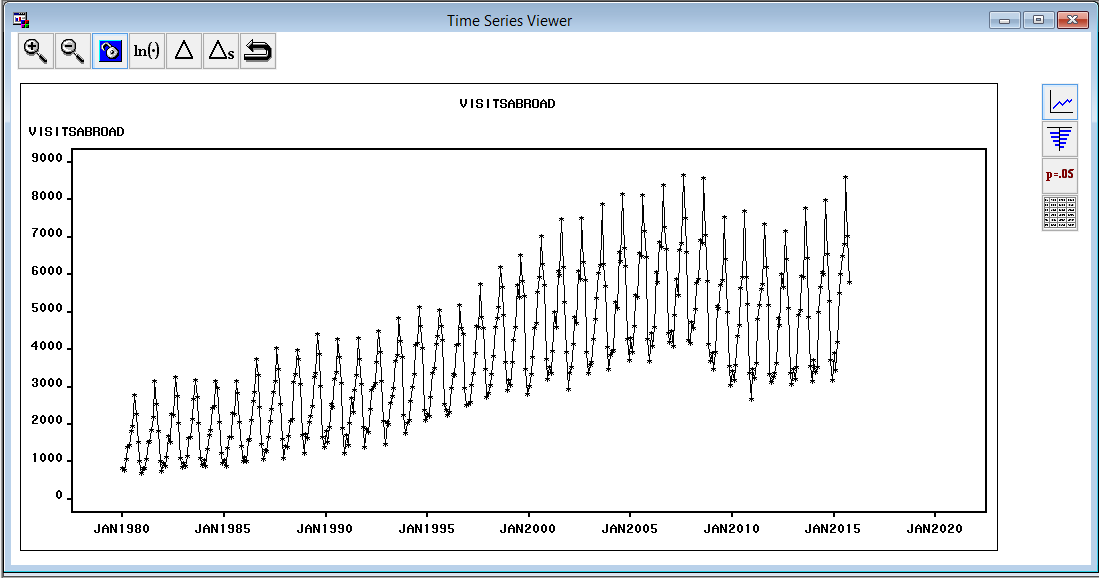 Time Series Viewer
ln(·) Δ Δs
VISITSABROAD
VISITSABROAD
p=.05
9000
8000
7000
6000
5000
4000
3000
2000
1000
0
JAN1980 JAN1985 JAN1990 JAN1995 JAN2000 JAN2005 JAN2010 JAN2015 JAN2020